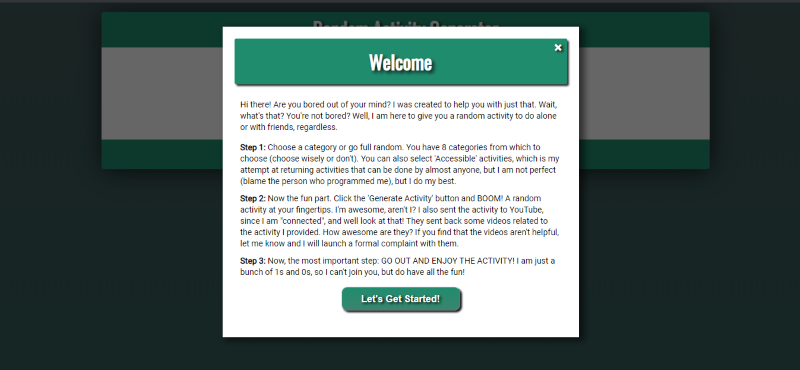 Random Activity Generator
×
Welcome
Hi there! Are you bored out of your mind? I was created to help you with just that. Wait,
what's that? You're not bored? Well, I am here to give you a random activity to do alone
or with friends, regardless.
Step 1: Choose a category or go full random. You have 8 categories from which to
choose (choose wisely or don't). You can also select 'Accessible' activities, which is my
attempt at returning activities that can be done by almost anyone, but I am not perfect
(blame the person who programmed me), but I do my best.
Step 2: Now the fun part. Click the 'Generate Activity' button and BOOM! A random
activity at your fingertips. I'm awesome, aren't I? I also sent the activity to YouTube,
since I am "connected", and well look at that! They sent back some videos related to
the activity I provided. How awesome are they? If you find that the videos aren't helpful,
let me know and I will launch a formal complaint with them.
Step 3: Now, the most important step: GO OUT AND ENJOY THE ACTIVITY! I am just a
bunch of 1s and 0s, so I can't join you, but do have all the fun!
Let's Get Started!